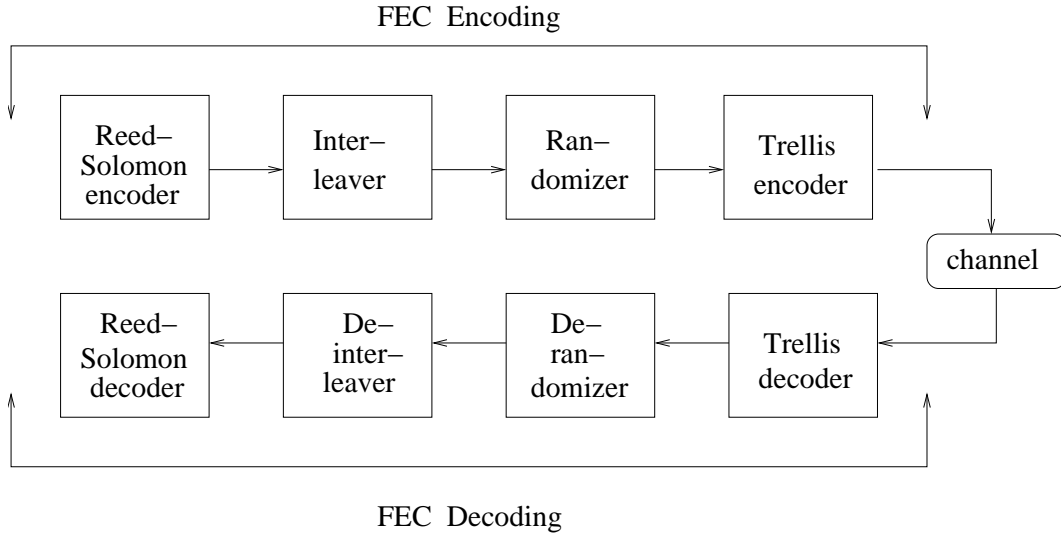 FEC Encoding
Reed−
Solomon
encoder
Inter−
leaver
Ran−
domizer
Trellis
encoder
channel
Reed−
Solomon
decoder
De−
inter−
leaver
De−
ran−
domizer
Trellis
decoder
FEC Decoding